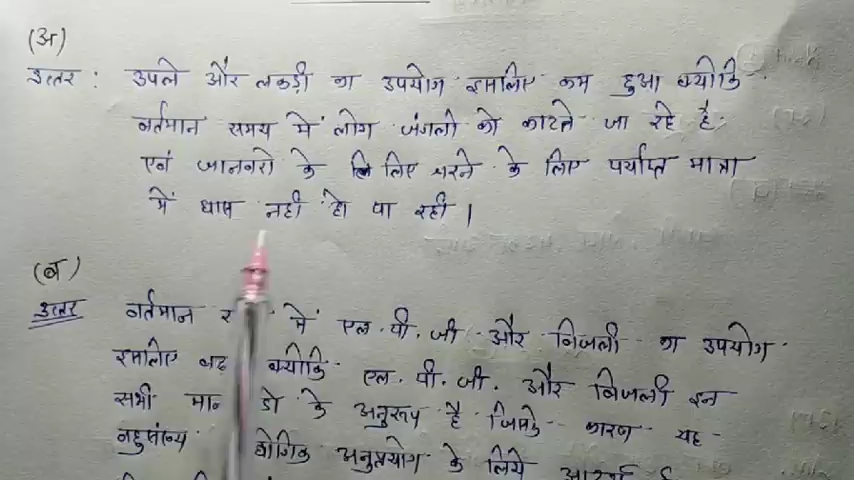 (अ)
उत्तर : उपले और लकड़ी का उपयोग इसलिए कम हुआ क्योकि
वर्तमान समय में लोग जंगलो को काटते जा रहे है
एवं जानवरो के लिए चरने के लिए पर्याप्त मात्रा
में घास नही हो पा रही ।
(ब)
उत्तर वर्तमान में एल.पी.जी और बिजली का उपयोग
इसलिए बढ़ क्योकि एल.पी.जी. और बिजली इन
सभी मान डो के अनुरूप है जिसके कारण यह
बहुसंख्य द्योगिक अनुप्रयोग के लिये आदर्श है